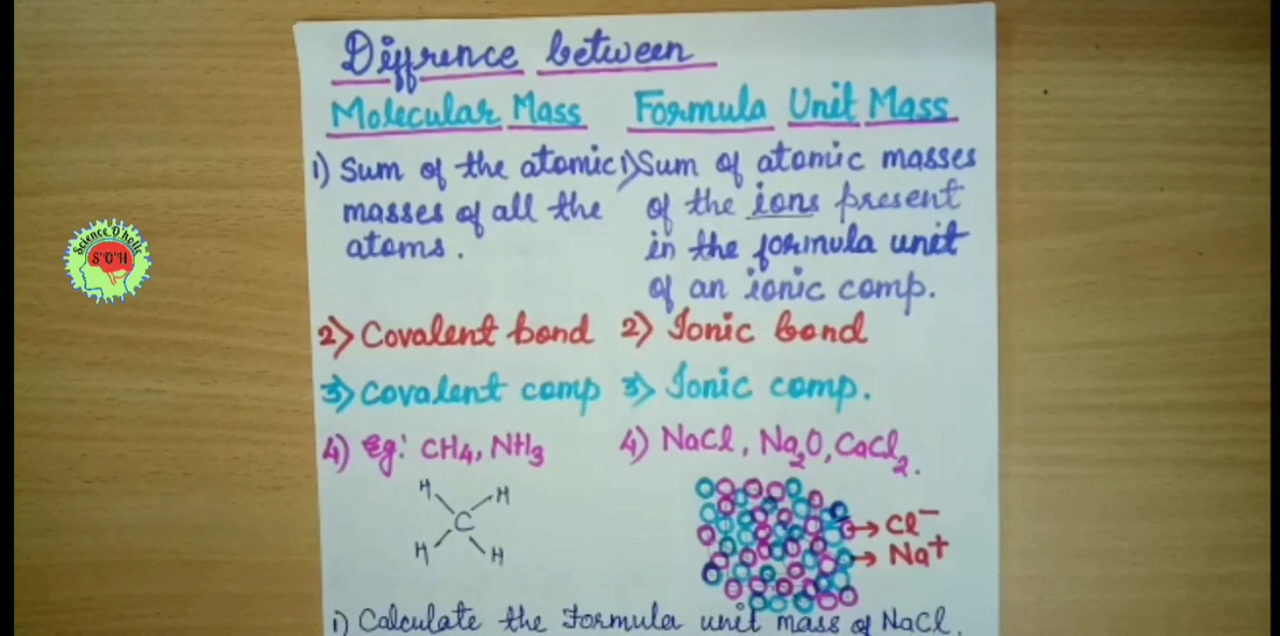 Diffrence between
Molecular Mass Formula Unit Mass
1) Sum of the atomic
masses of all the
atoms.
1) Sum of atomic masses
of the ions present
in the formula unit
of an ionic comp.
2) Covalent bond 2) Ionic bond
3) Covalent comp 3) Ionic comp.
4) Eg: CH4, NH3 4) NaCl, Na2O, CaCl2.
H H
C
H H
Cl⁻
Na⁺
1) Calculate the Formula unit mass of NaCl.
S'O'H